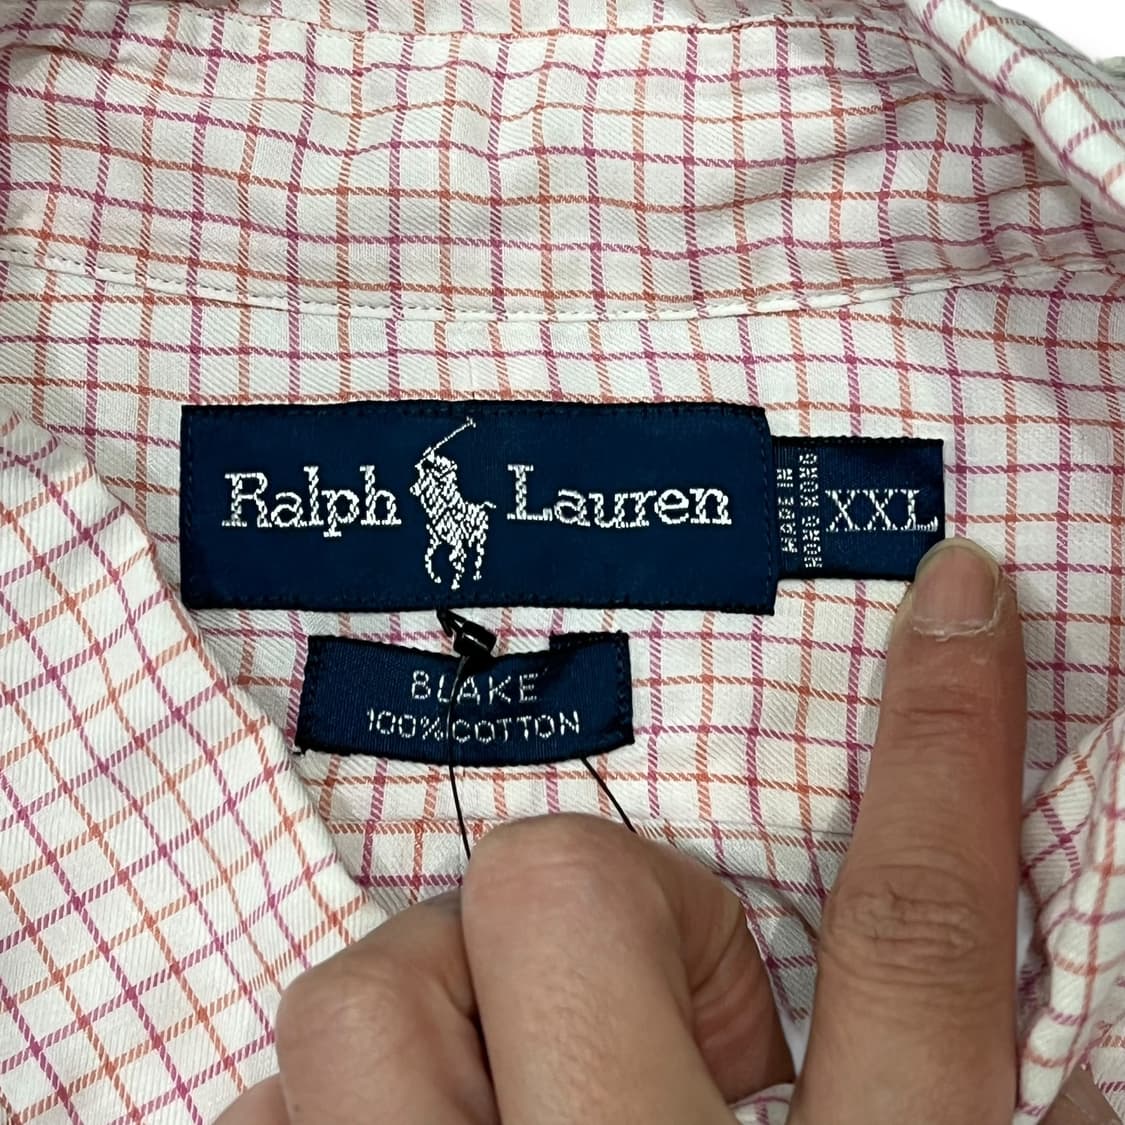 Ralph Lauren
MADE IN
HONG KONG
XXL
BLAKE
100% COTTON